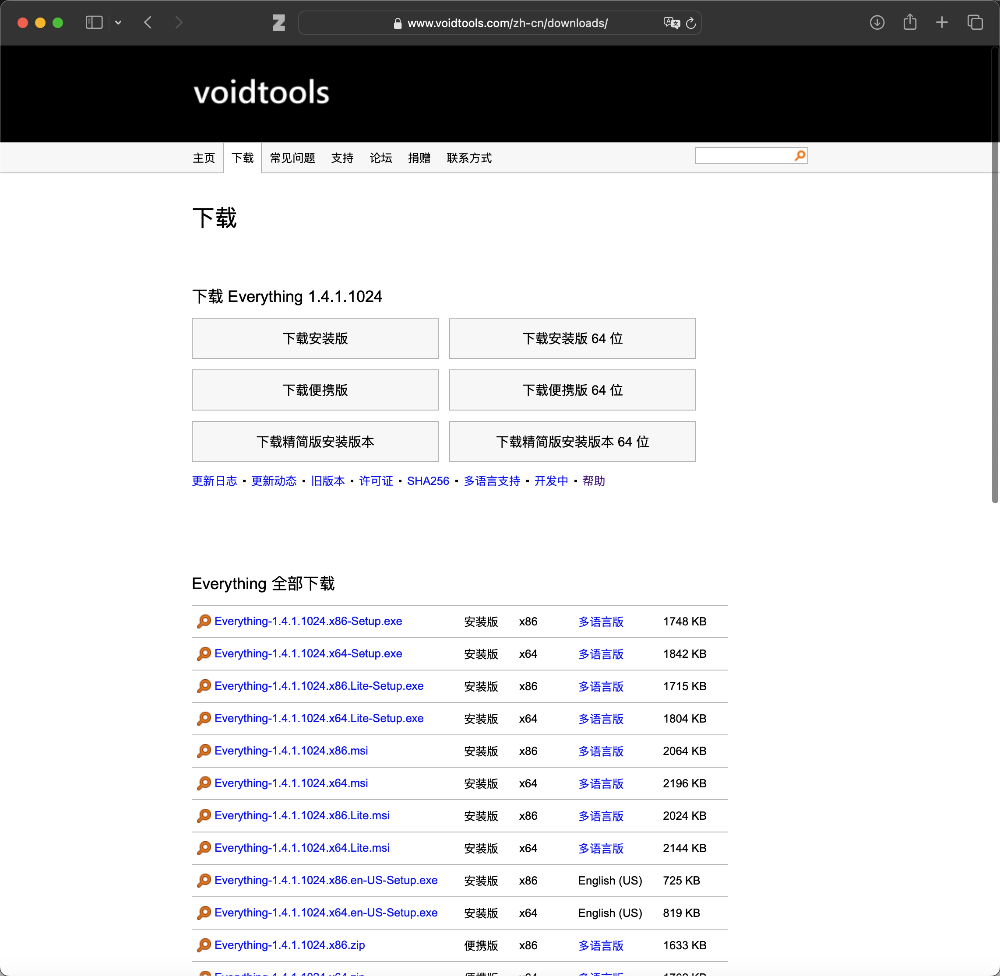 www.voidtools.com/zh-cn/downloads/
voidtools
主页 下载 常见问题 支持 论坛 捐赠 联系方式
下载
下载 Everything 1.4.1.1024
下载安装版 下载安装版 64 位
下载便携版 下载便携版 64 位
下载精简版安装版本 下载精简版安装版本 64 位
更新日志 ▪ 更新动态 ▪ 旧版本 ▪ 许可证 ▪ SHA256 ▪ 多语言支持 ▪ 开发中 ▪ 帮助
Everything 全部下载
Everything-1.4.1.1024.x86-Setup.exe 安装版 x86 多语言版 1748 KB
Everything-1.4.1.1024.x64-Setup.exe 安装版 x64 多语言版 1842 KB
Everything-1.4.1.1024.x86.Lite-Setup.exe 安装版 x86 多语言版 1715 KB
Everything-1.4.1.1024.x64.Lite-Setup.exe 安装版 x64 多语言版 1804 KB
Everything-1.4.1.1024.x86.msi 安装版 x86 多语言版 2064 KB
Everything-1.4.1.1024.x64.msi 安装版 x64 多语言版 2196 KB
Everything-1.4.1.1024.x86.Lite.msi 安装版 x86 多语言版 2024 KB
Everything-1.4.1.1024.x64.Lite.msi 安装版 x64 多语言版 2144 KB
Everything-1.4.1.1024.x86.en-US-Setup.exe 安装版 x86 English (US) 725 KB
Everything-1.4.1.1024.x64.en-US-Setup.exe 安装版 x64 English (US) 819 KB
Everything-1.4.1.1024.x86.zip 便携版 x86 多语言版 1633 KB